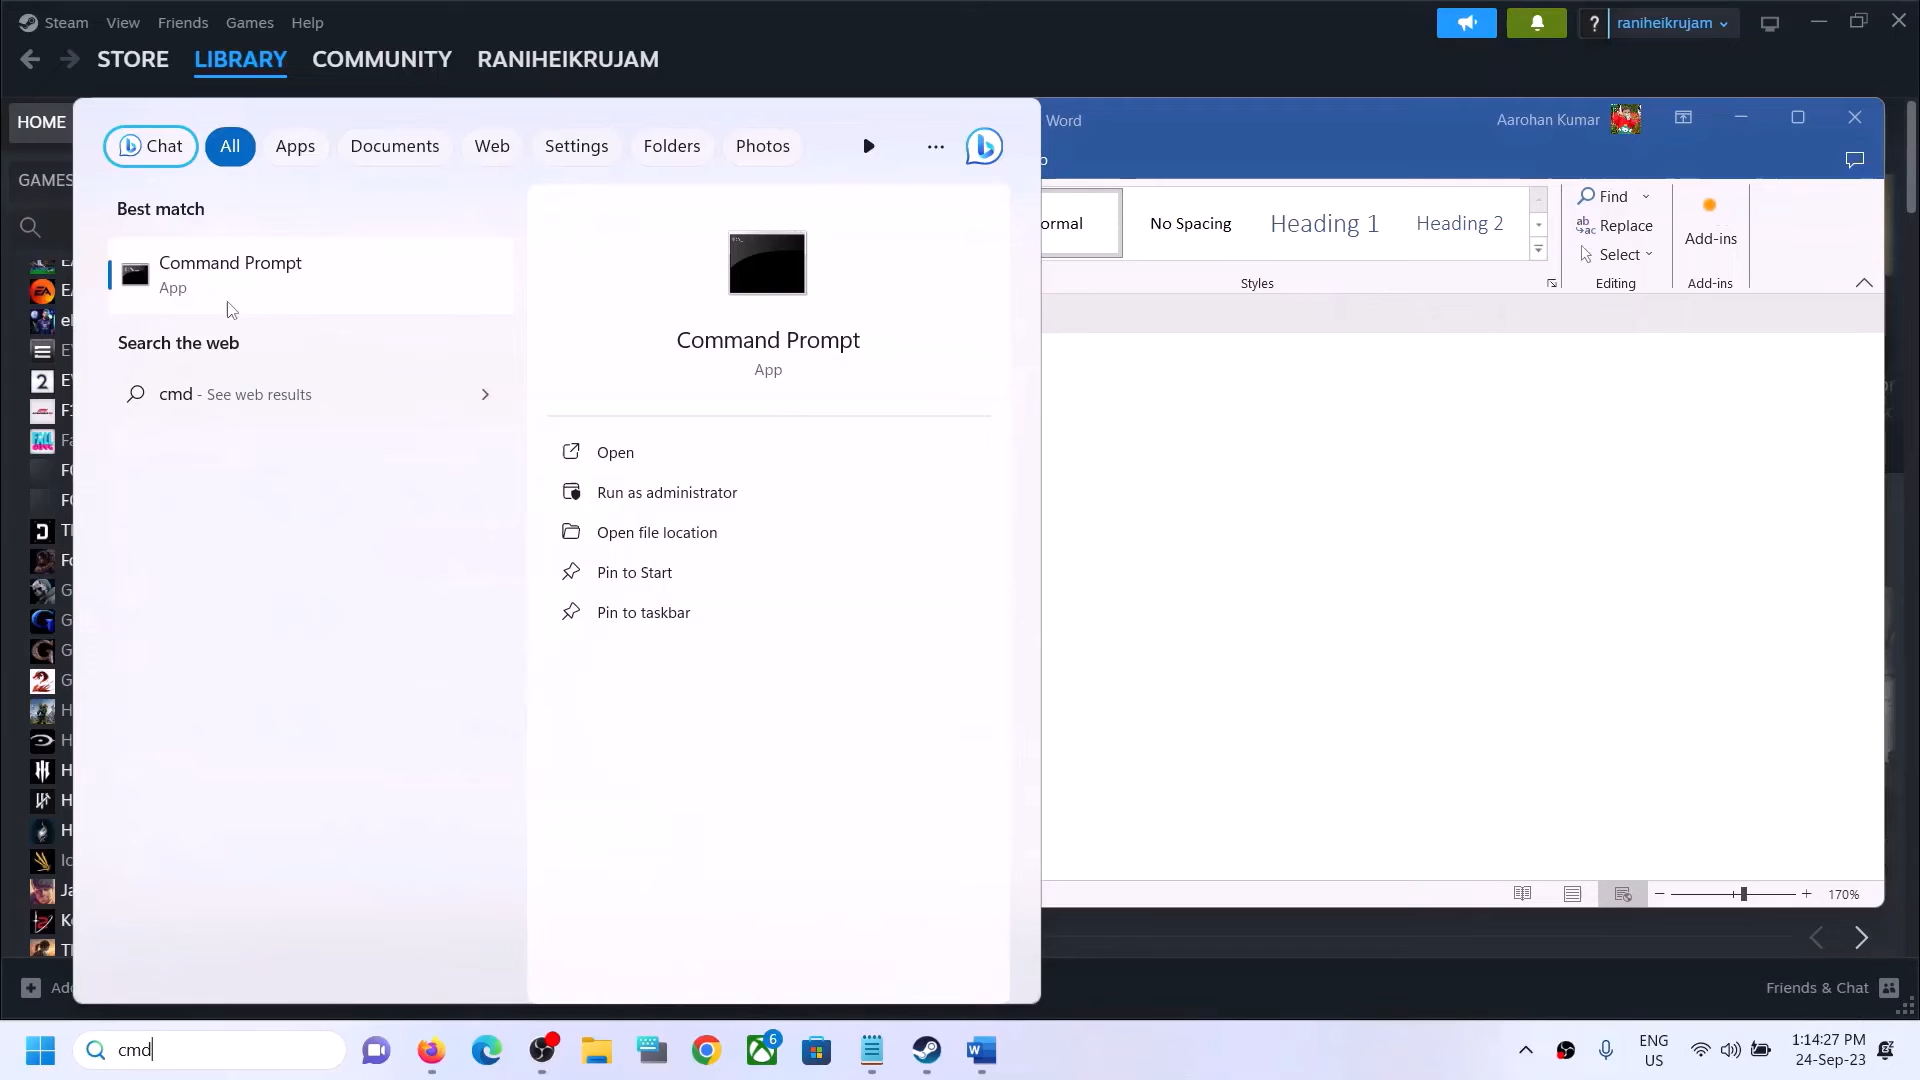 Steam View Friends Games Help
? raniheikrujam
STORE LIBRARY COMMUNITY RANIHEIKRUJAM
HOME
GAMES
Chat All Apps Documents Web Settings Folders Photos
Word
Aarohan Kumar
Best match
Command Prompt
App
Search the web
cmd - See web results
Command Prompt
App
Open
Run as administrator
Open file location
Pin to Start
Pin to taskbar
No Spacing
Heading 1
Heading 2
Styles
Find
Replace
Select
Editing
Add-ins
Add-ins
170%
Friends & Chat
cmd
6
ENG
US
1:14:27 PM
24-Sep-23